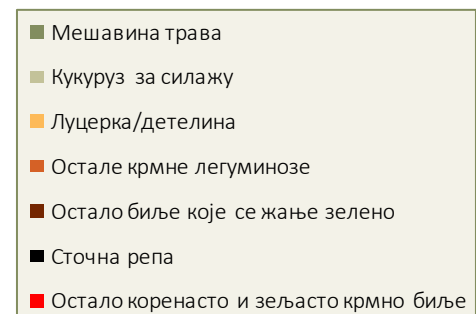 Мешавина трава
Кукуруз за силажу
Луцерка/детелина
Остале крмне легуминозе
Остало биље које се жање зелено
Сточна репа
Остало коренасто и зељасто крмно биље